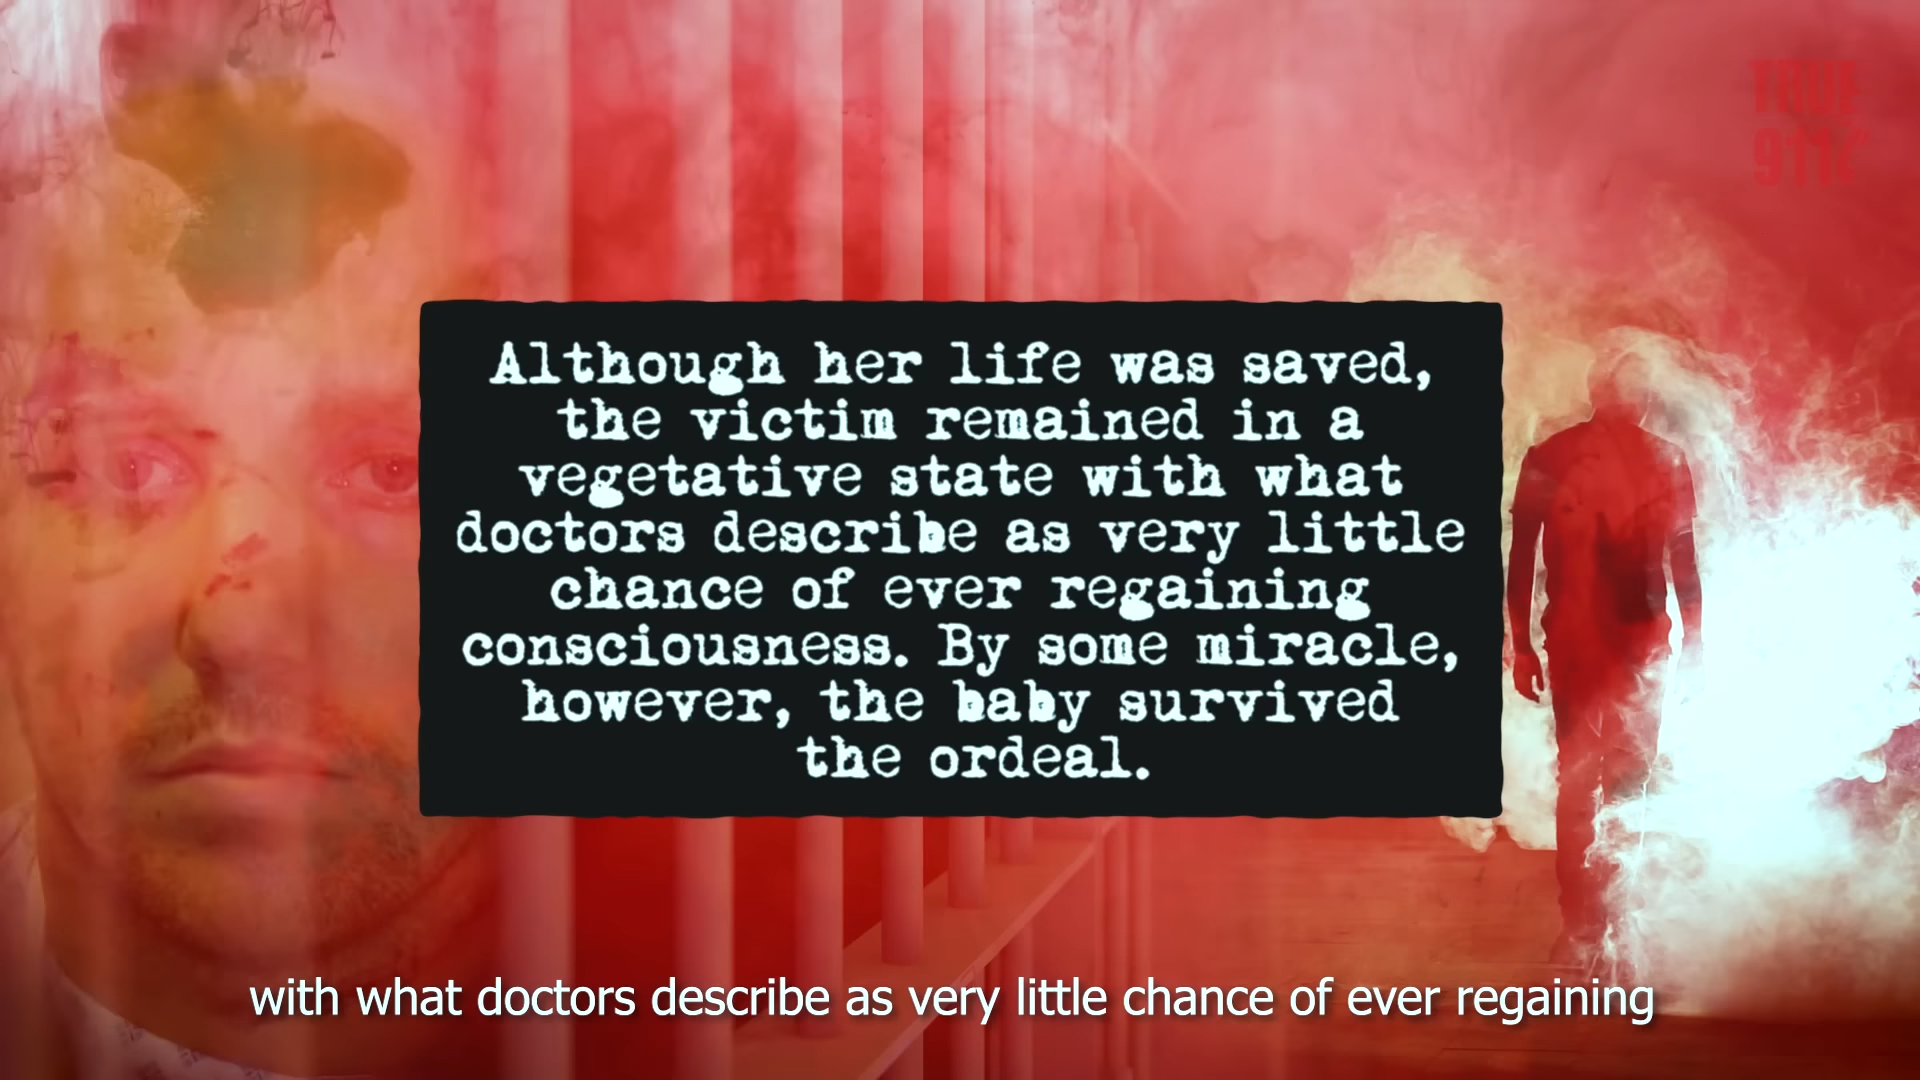 TRUE
911
Although her life was saved,
the victim remained in a
vegetative state with what
doctors describe as very little
chance of ever regaining
consciousness. By some miracle,
however, the baby survived
the ordeal.
with what doctors describe as very little chance of ever regaining